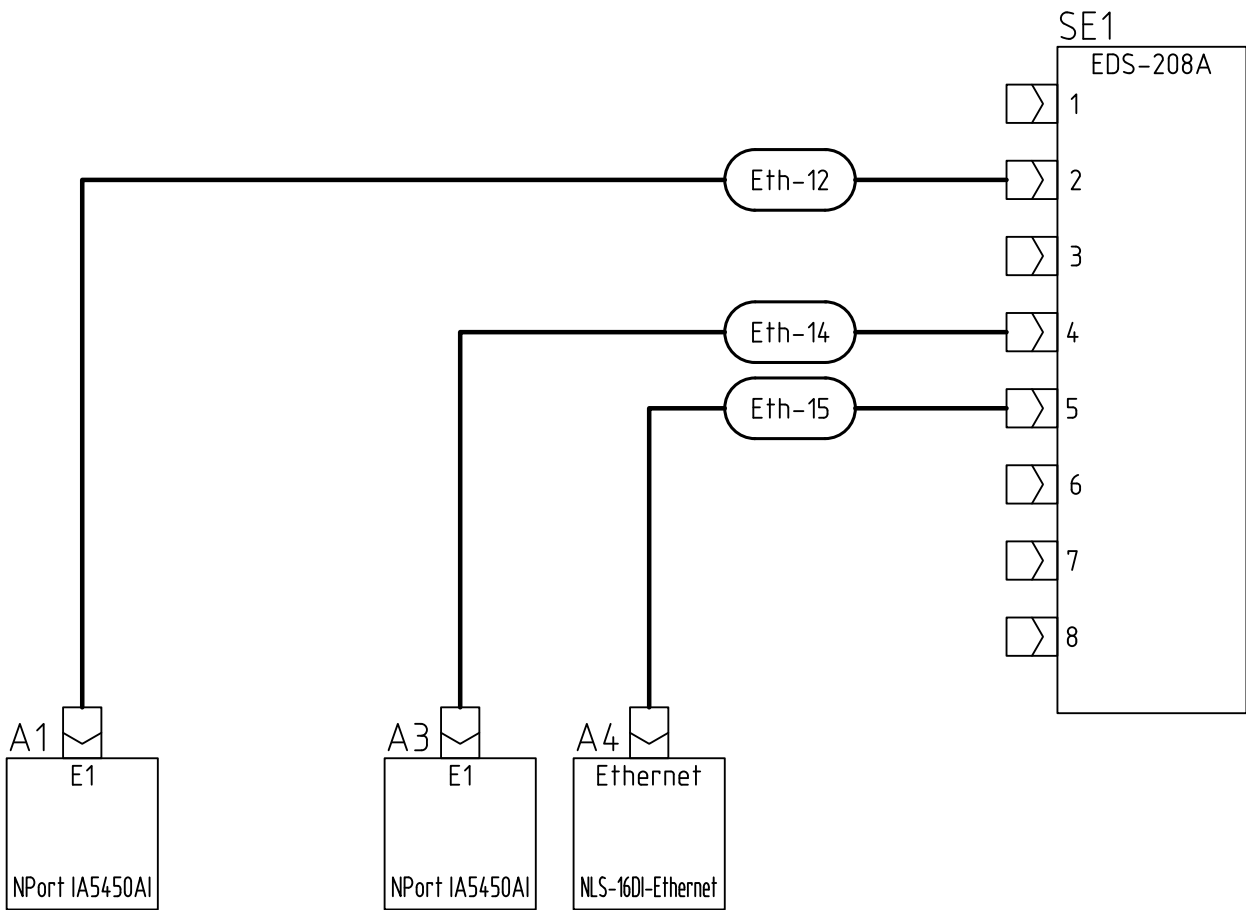 SE1
EDS-208A
1
Eth-12
2
3
Eth-14
4
Eth-15
5
6
7
8
A1
A3
A4
E1
E1
Ethernet
NPort IA5450AI
NPort IA5450AI
NLS-16DI-Ethernet